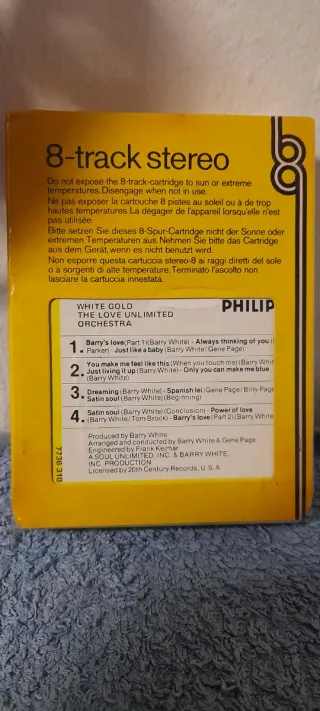 8-track stereo
Do not expose the 8-track-cartridge to sun or extreme
temperatures. Disengage when not in use.
Ne pas exposer la cartouche 8 pistes au soleil ou à de trop
hautes températures. La dégager de l'appareil lorsqu'elle n'est
pas utilisée.
Bitte setzen Sie dieses 8-Spur-Cartridge nicht der Sonne oder
extremen Temperaturen aus. Nehmen Sie bitte das Cartridge
aus dem Gerät, wenn es nicht benutzt wird.
Non esporre questa cartuccia stereo-8 ai raggi diretti del sole
o a sorgenti di alte temperature. Terminato l'ascolto non
lasciare la cartuccia innestata.
WHITE GOLD
THE LOVE UNLIMITED
ORCHESTRA
PHILIP
1. Barry's love (Part 1) (Barry White) - Always thinking of you (
Parker) - Just like a baby (Barry White/Gene Page)
2. You make me feel like this (When you touch me) (Barry Whit
Just living it up (Barry White) - Only you can make me blue
(Barry White)
3. Dreaming (Barry White) - Spanish lei (Gene Page/Billy Page
Satin soul (Barry White) (Beginning)
4. Satin soul (Barry White) (Conclusion) - Power of love
(Barry White/Tom Brock) - Barry's love (Part 2) (Barry White
Produced by Barry White
Arranged and conducted by Barry White & Gene Page
Engineered by Frank Kejmar
A SOUL UNLIMITED, INC. & BARRY WHITE,
INC. PRODUCTION
Licensed by 20th Century Records, U.S.A.
7736 310